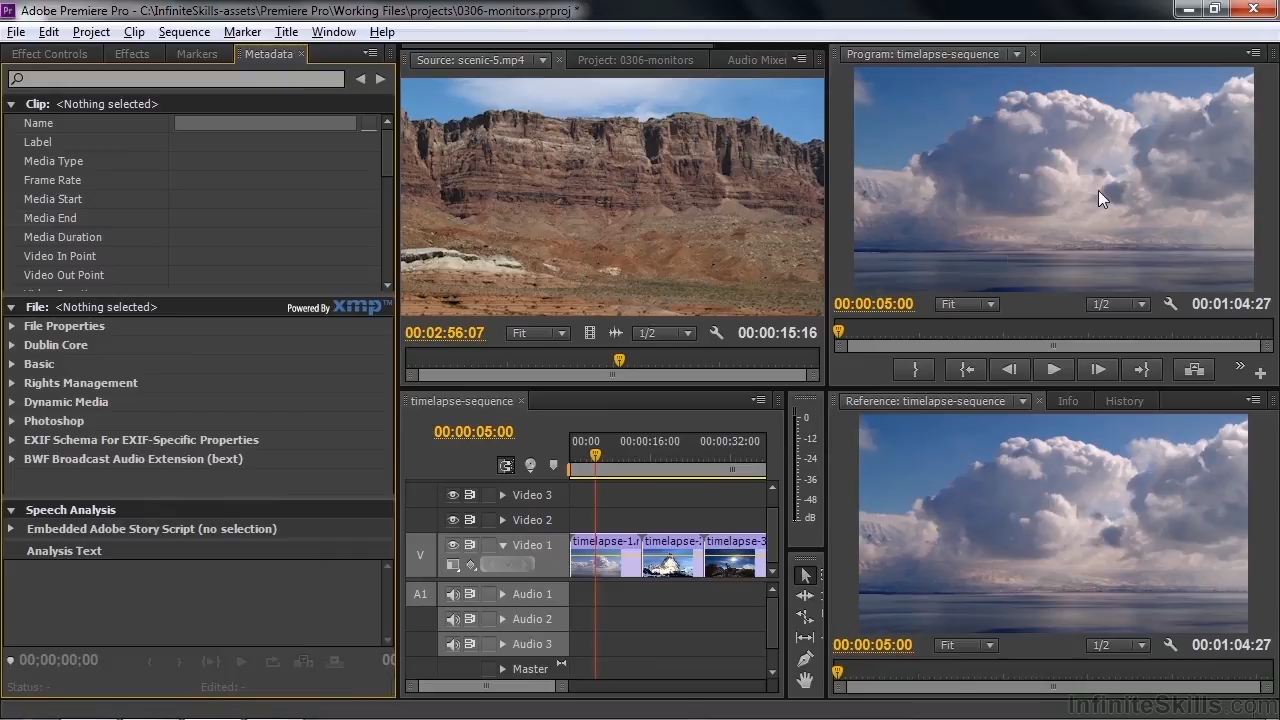 Adobe Premiere Pro - C:\InfiniteSkills-assets\Premiere Pro\Working Files\projects\0306-monitors.prproj *
File Edit Project Clip Sequence Marker Title Window Help
Effect Controls Effects Markers Metadata
Clip: <Nothing selected>
Name
Label
Media Type
Frame Rate
Media Start
Media End
Media Duration
Video In Point
Video Out Point
File: <Nothing selected> Powered By xmp™
File Properties
Dublin Core
Basic
Rights Management
Dynamic Media
Photoshop
EXIF Schema For EXIF-Specific Properties
BWF Broadcast Audio Extension (bext)
Speech Analysis
Embedded Adobe Story Script (no selection)
Analysis Text
00;00;00;00
Status: - Edited: -
Source: scenic-5.mp4 Project: 0306-monitors Audio Mixer
00:02:56:07 Fit 1/2 00:00:15:16
timelapse-sequence
00:00:05:00
00:00 00:00:16:00 00:00:32:00
Video 3
Video 2
timelapse-1. timelapse- timelapse-3
V Video 1
A1 Audio 1
Audio 2
Audio 3
Master
0
-12
-24
-36
-48
dB
Program: timelapse-sequence
00:00:05:00 Fit 1/2 00:01:04:27
Reference: timelapse-sequence Info History
00:00:05:00 Fit 1/2 00:01:04:27
InfiniteSkills.com